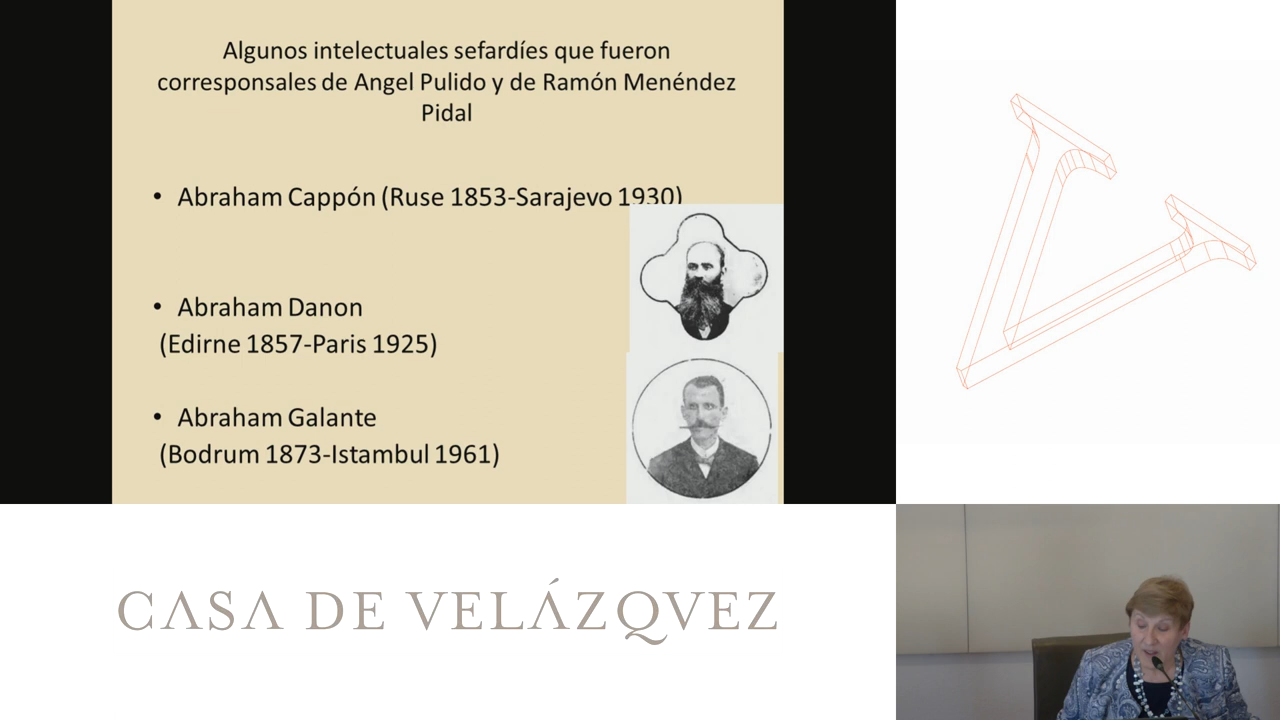 Algunos intelectuales sefardíes que fueron
corresponsales de Angel Pulido y de Ramón Menéndez
Pidal
• Abraham Cappón (Ruse 1853-Sarajevo 1930)
• Abraham Danon
(Edirne 1857-Paris 1925)
• Abraham Galante
(Bodrum 1873-Istambul 1961)
CASA DE VELÁZQVEZ